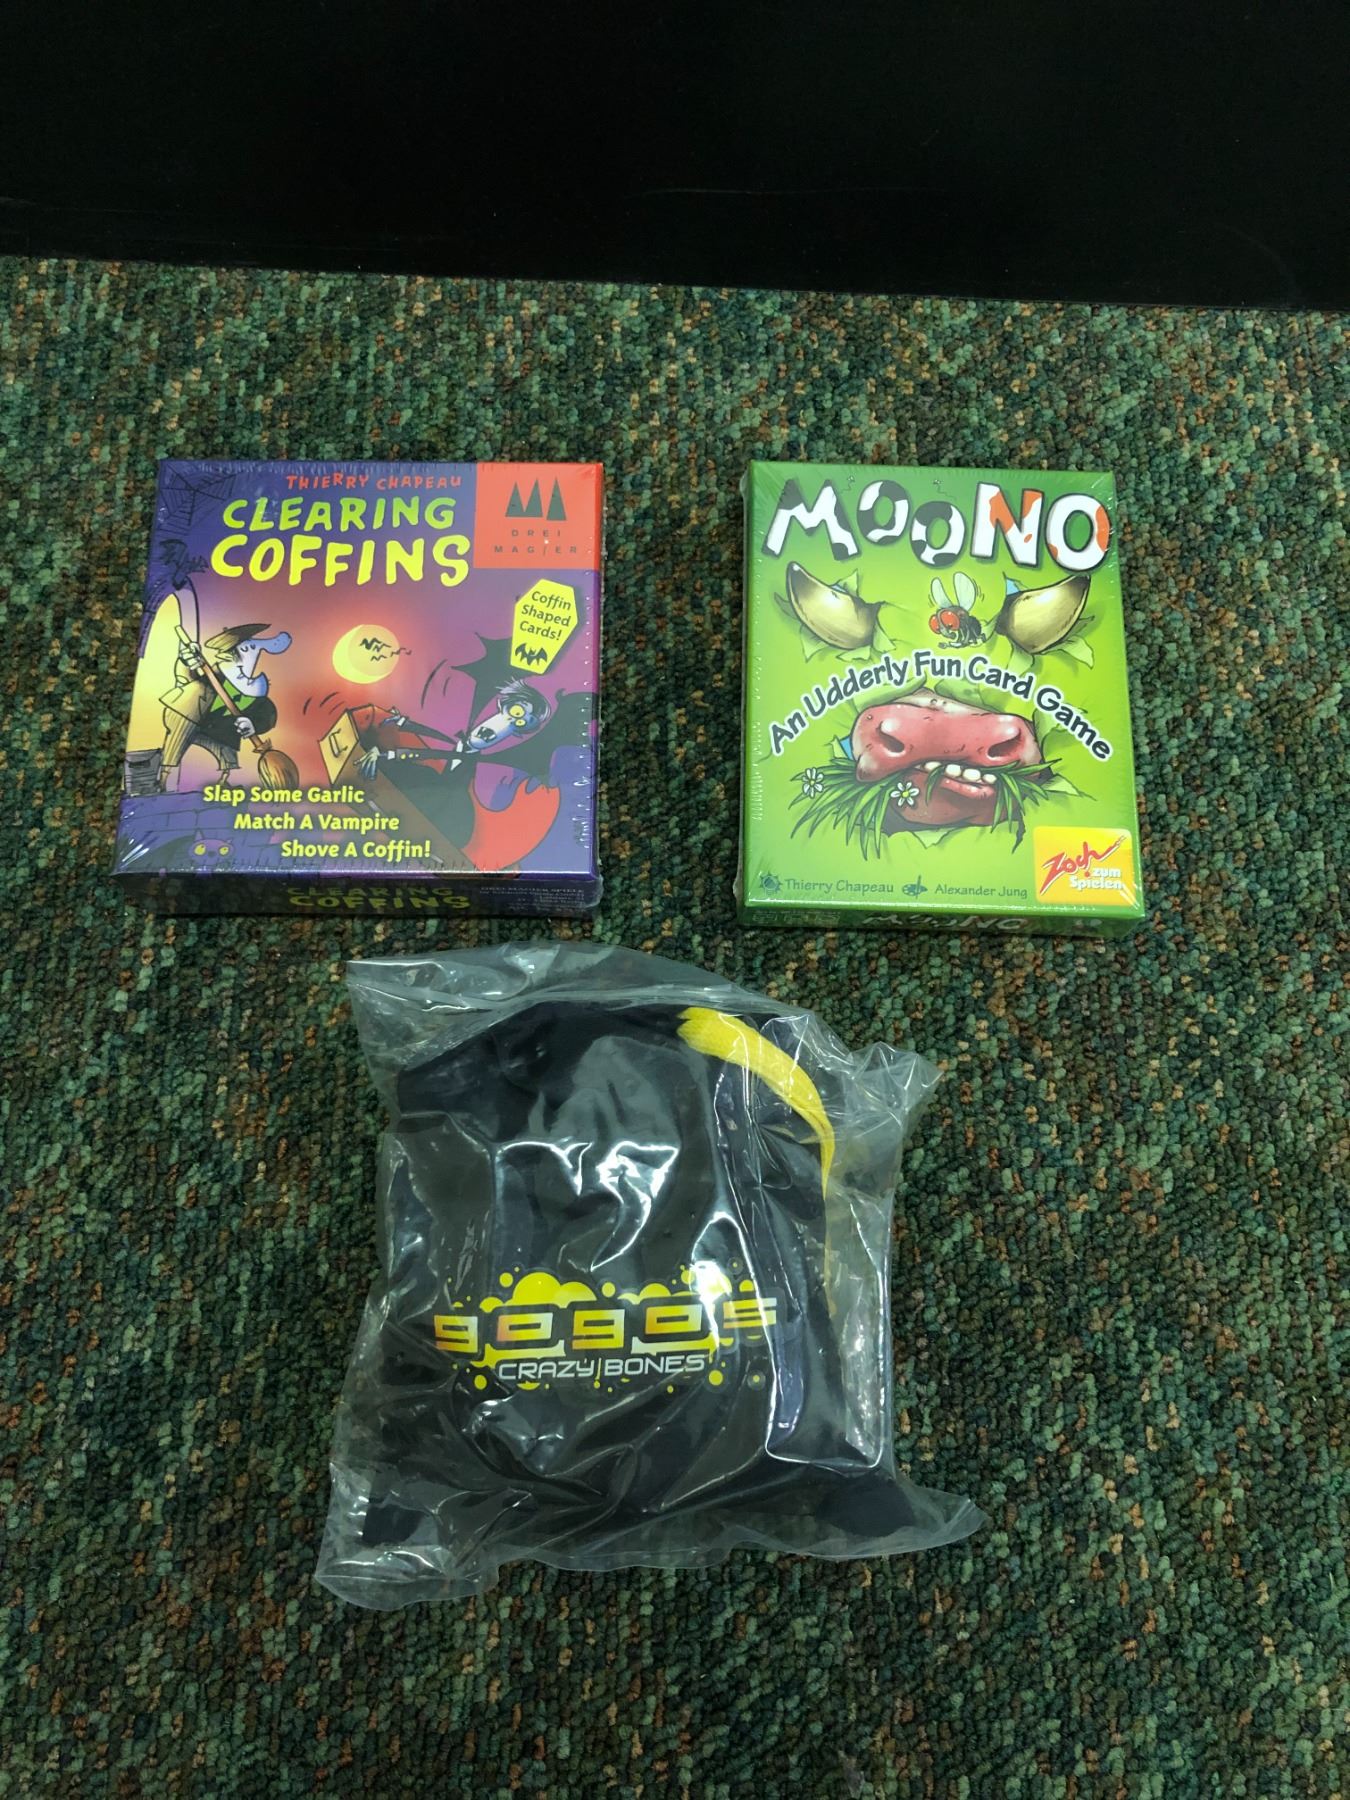 THIERRY CHAPEAU
CLEARING
COFFINS
DREI
MAGIER
Coffin
Shaped
Cards!
Slap Some Garlic
Match A Vampire
Shove A Coffin!
CLEARING
COFFINS
MOONO
An Udderly Fun Card Game
Zoch
zum
Spielen
Thierry Chapeau
Alexander Jung
MOONO
gogo's
CRAZY BONES